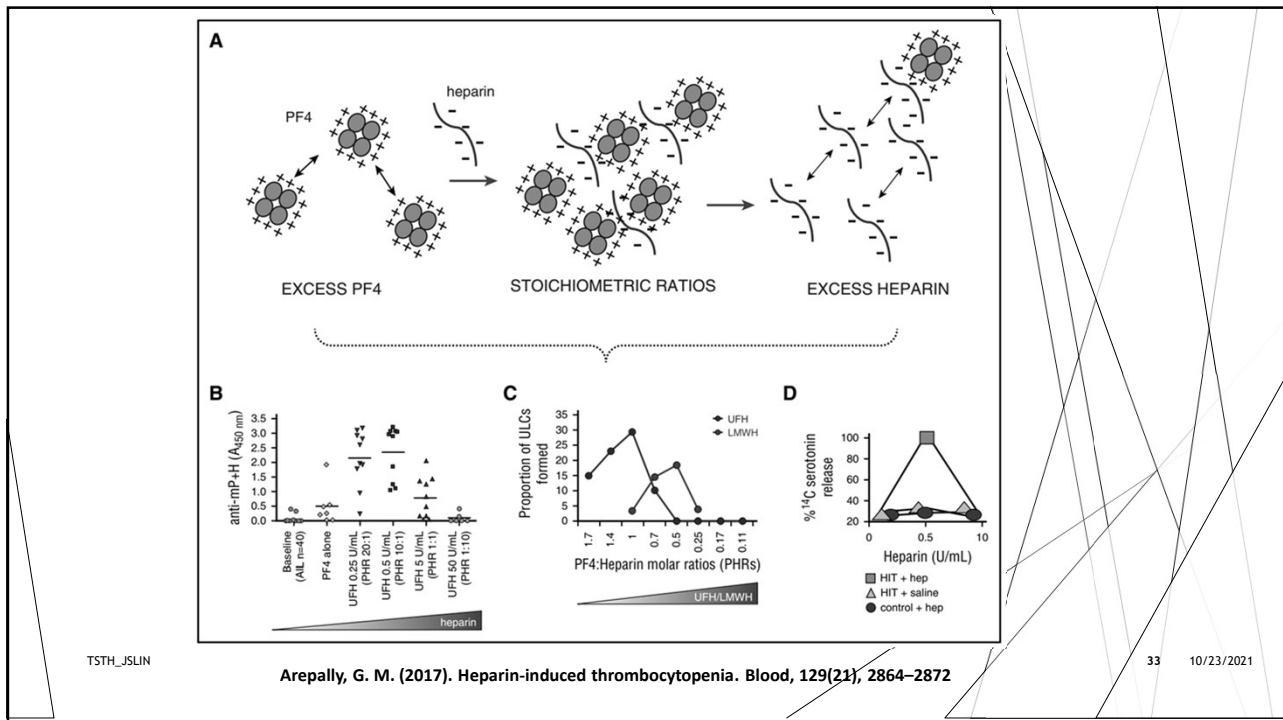 A
PF4
heparin
EXCESS PF4
STOICHIOMETRIC RATIOS
EXCESS HEPARIN
B
anti-mP+H (A450 nm)
3.5
3.0
2.5
2.0
1.5
1.0
0.5
0.0
Baseline
(AIL n=40)
PF4 alone
UFH 0.25 U/mL
(PHR 20:1)
UFH 0.5 U/mL
(PHR 10:1)
UFH 5 U/mL
(PHR 1:1)
UFH 50 U/mL
(PHR 1:10)
heparin
C
Proportion of ULCs
formed
35
30
25
20
15
10
5
0
UFH
LMWH
1.7
1.4
1
0.7
0.5
0.25
0.17
0.11
PF4:Heparin molar ratios (PHRs)
UFH/LMWH
D
% 14C serotonin
release
100
80
60
40
20
0
5
10
Heparin (U/mL)
HIT + hep
HIT + saline
control + hep
TSTH_JSLIN
Arepally, G. M. (2017). Heparin-induced thrombocytopenia. Blood, 129(21), 2864–2872
33 10/23/2021